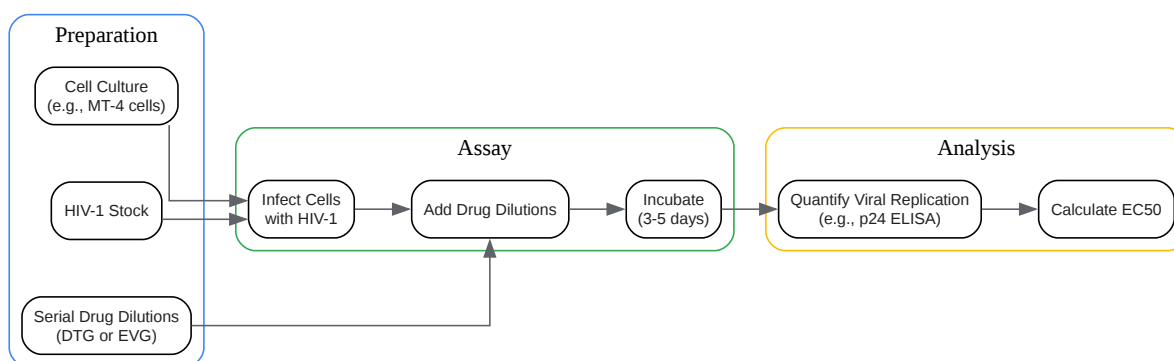 Preparation
Cell Culture
(e.g., MT-4 cells)
HIV-1 Stock
Serial Drug Dilutions
(DTG or EVG)
Assay
Infect Cells
with HIV-1
Add Drug Dilutions
Incubate
(3-5 days)
Analysis
Quantify Viral Replication
(e.g., p24 ELISA)
Calculate EC50